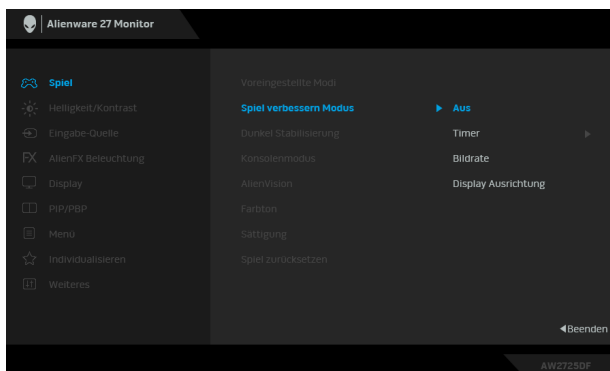 Alienware 27 Monitor
Spiel
Helligkeit/Kontrast
Eingabe-Quelle
AlienFX Beleuchtung
Display
PIP/PBP
Menü
Individualisieren
Weiteres
Voreingestellte Modi
Spiel verbessern Modus
Dunkel Stabilisierung
Konsolenmodus
AlienVision
Farbton
Sättigung
Spiel zurücksetzen
Aus
Timer
Bildrate
Display Ausrichtung
Beenden
AW2725DF